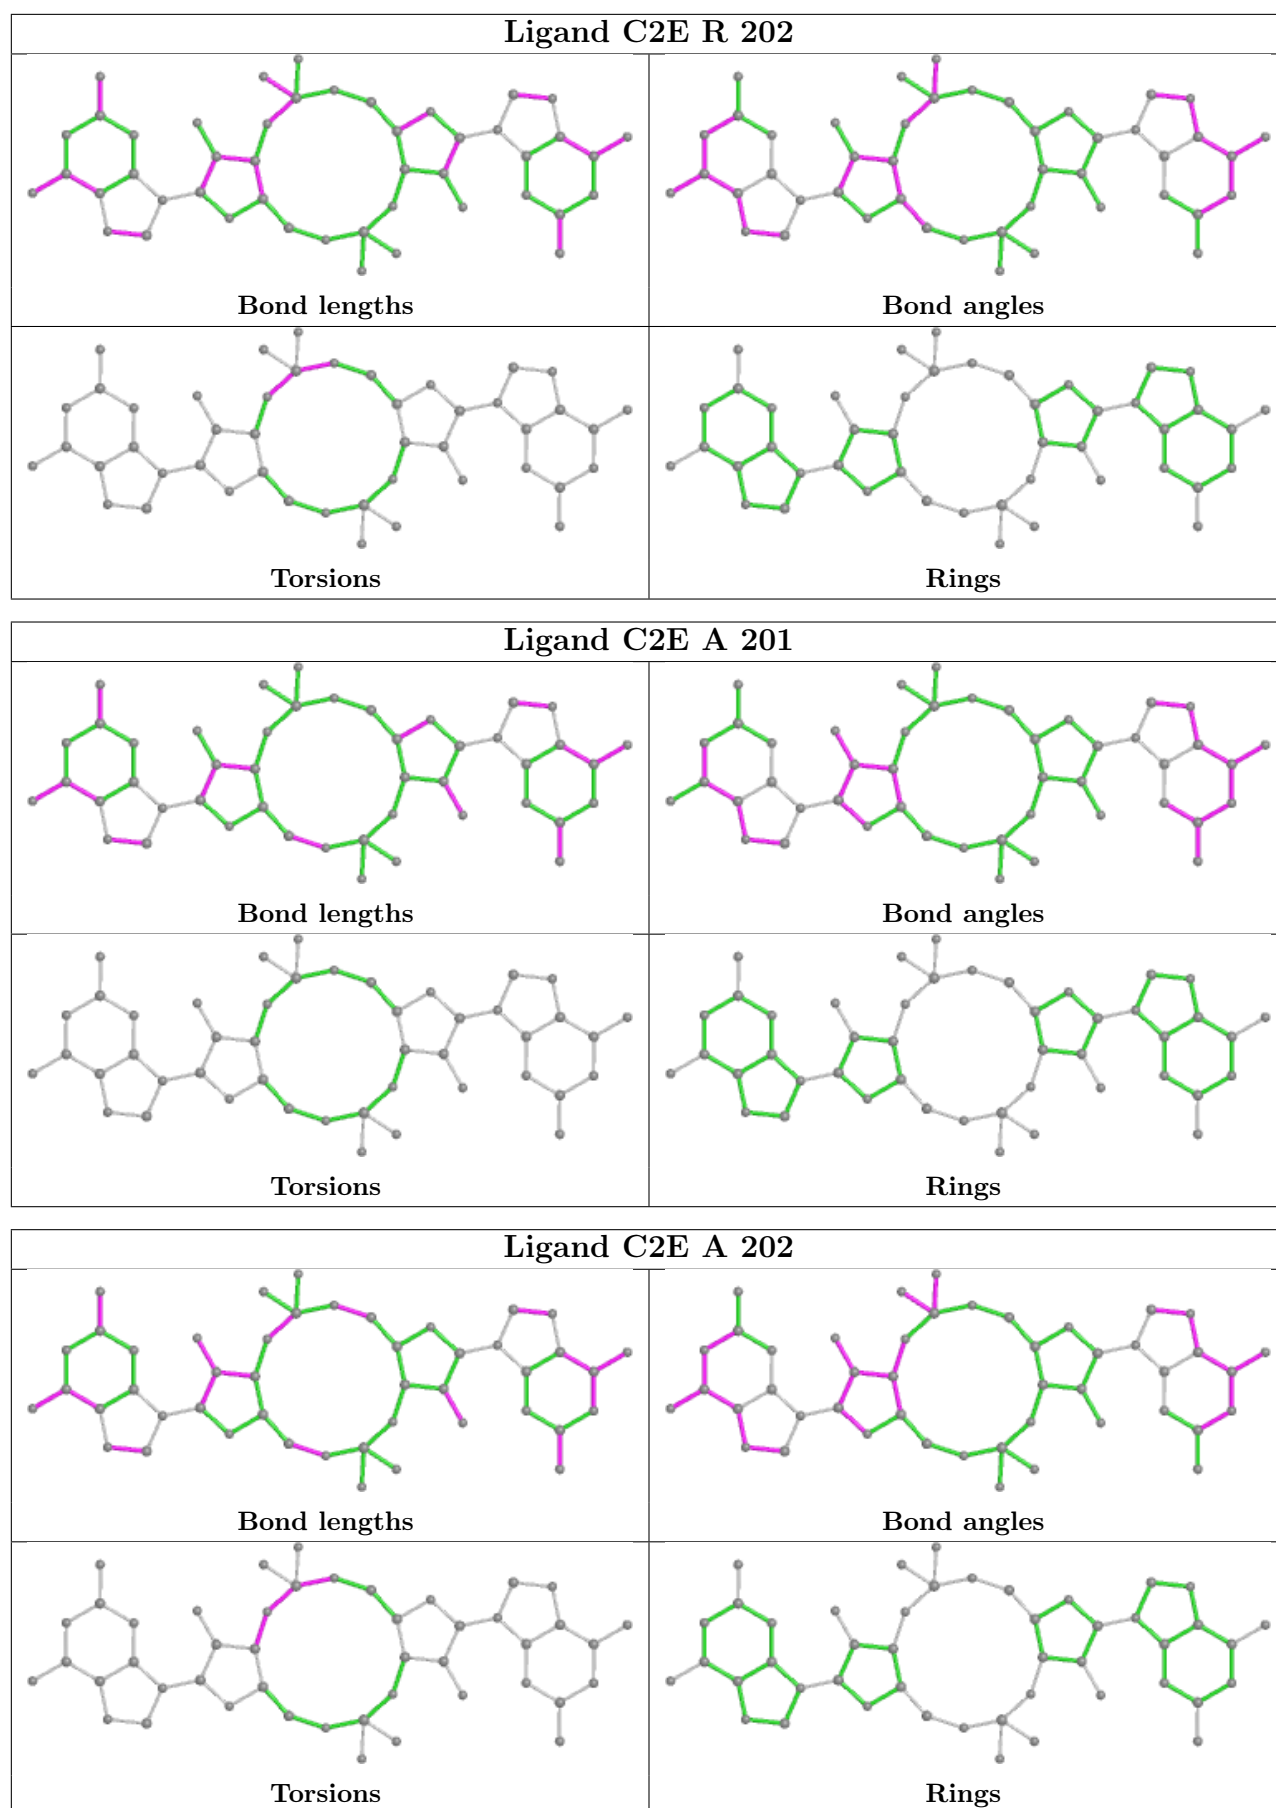 Ligand C2E R 202
Bond lengths
Bond angles
Torsions
Rings
Ligand C2E A 201
Bond lengths
Bond angles
Torsions
Rings
Ligand C2E A 202
Bond lengths
Bond angles
Torsions
Rings